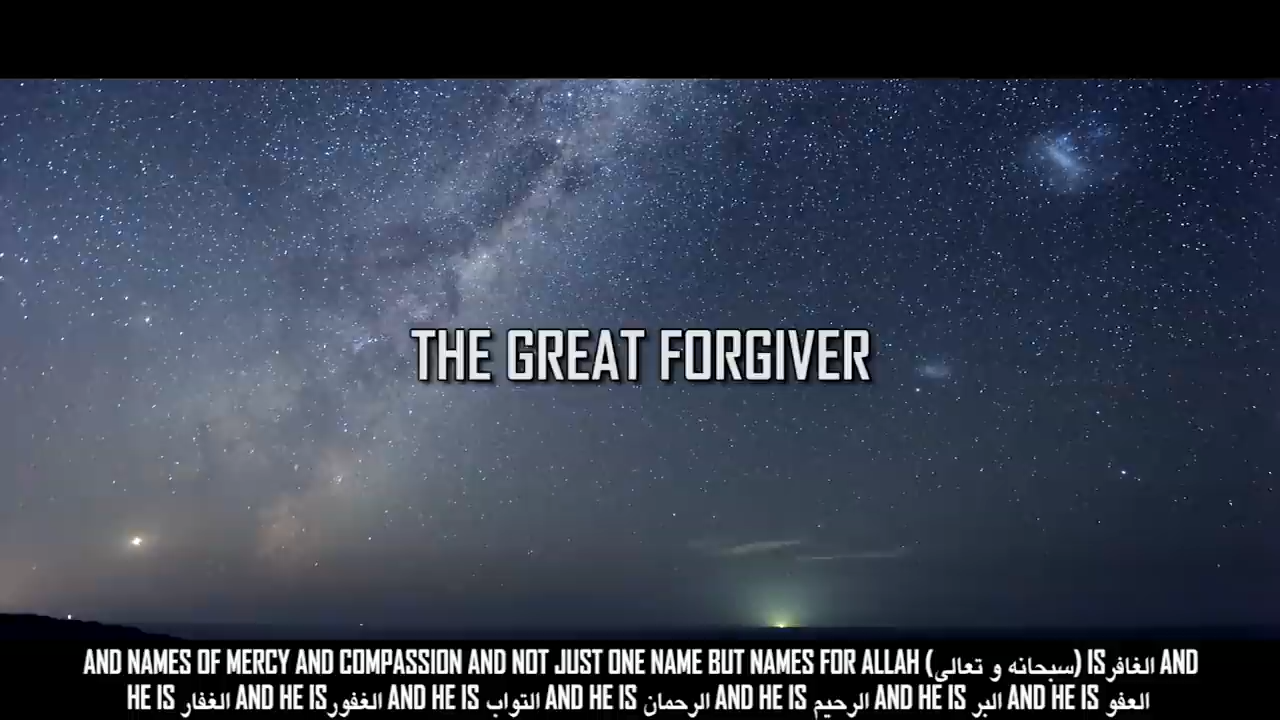 THE GREAT FORGIVER
AND NAMES OF MERCY AND COMPASSION AND NOT JUST ONE NAME BUT NAMES FOR ALLAH (سبحانه و تعالى) IS الغافر AND
HE IS الغفار AND HE IS الغفور AND HE IS التواب AND HE IS الرحمان AND HE IS الرحيم AND HE IS البر AND HE IS العفو